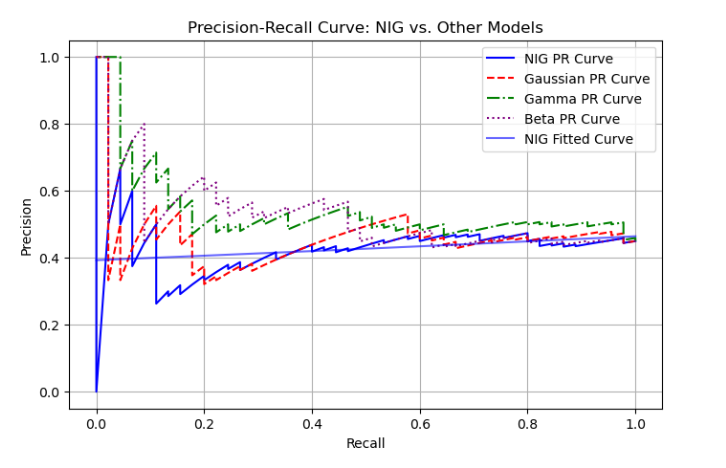 Precision-Recall Curve: NIG vs. Other Models
NIG PR Curve
Gaussian PR Curve
Gamma PR Curve
Beta PR Curve
NIG Fitted Curve
Precision
1.0
0.8
0.6
0.4
0.2
0.0
0.0 0.2 0.4 0.6 0.8 1.0
Recall